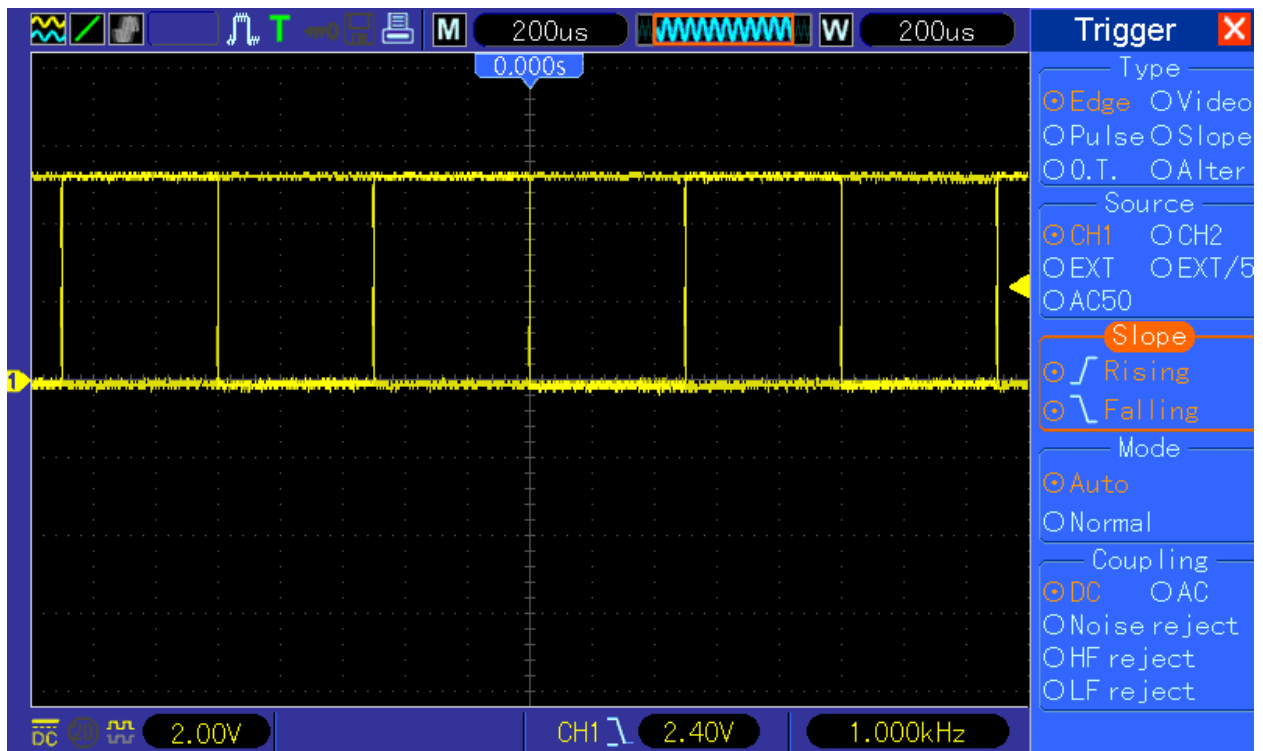 T M 200us W 200us
0.000s
1
DC 20 2.00V CH1 2.40V 1.000kHz
Trigger X
Type
Edge Video
Pulse Slope
O.T. Alter
Source
CH1 CH2
EXT EXT/5
AC50
Slope
Rising
Falling
Mode
Auto
Normal
Coupling
DC AC
Noise reject
HF reject
LF reject